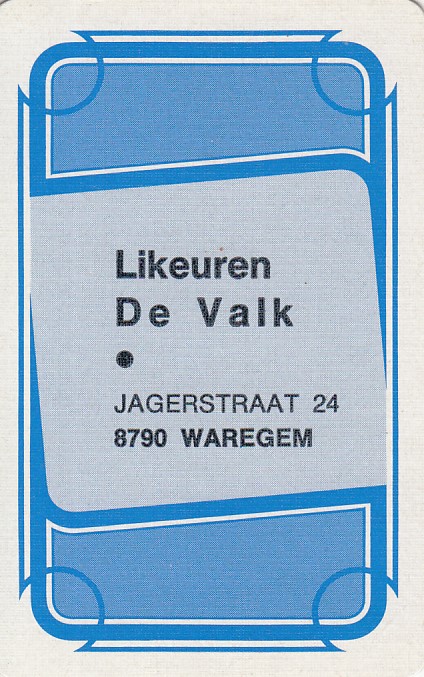 Likeuren
De Valk
●
JAGERSTRAAT 24
8790 WAREGEM